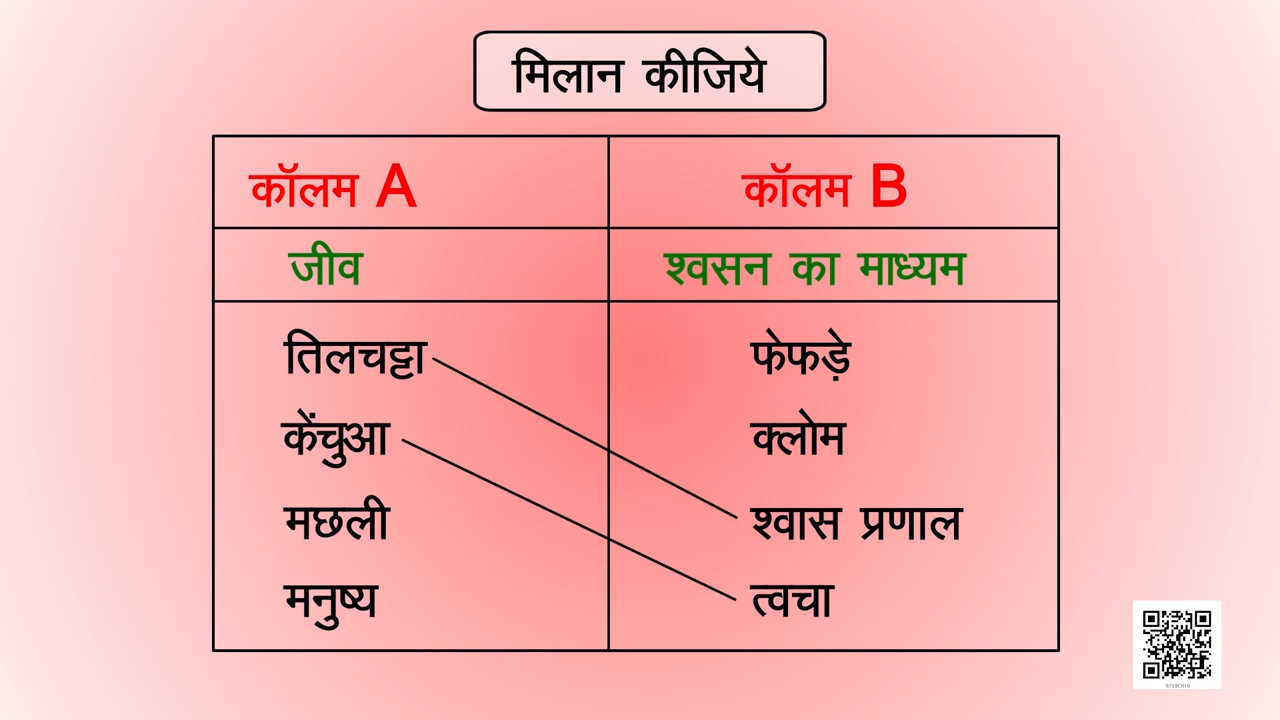 मिलान कीजिये
कॉलम A कॉलम B
जीव श्वसन का माध्यम
तिलचट्टा फेफड़े
केंचुआ क्लोम
मछली श्वास प्रणाल
मनुष्य त्वचा